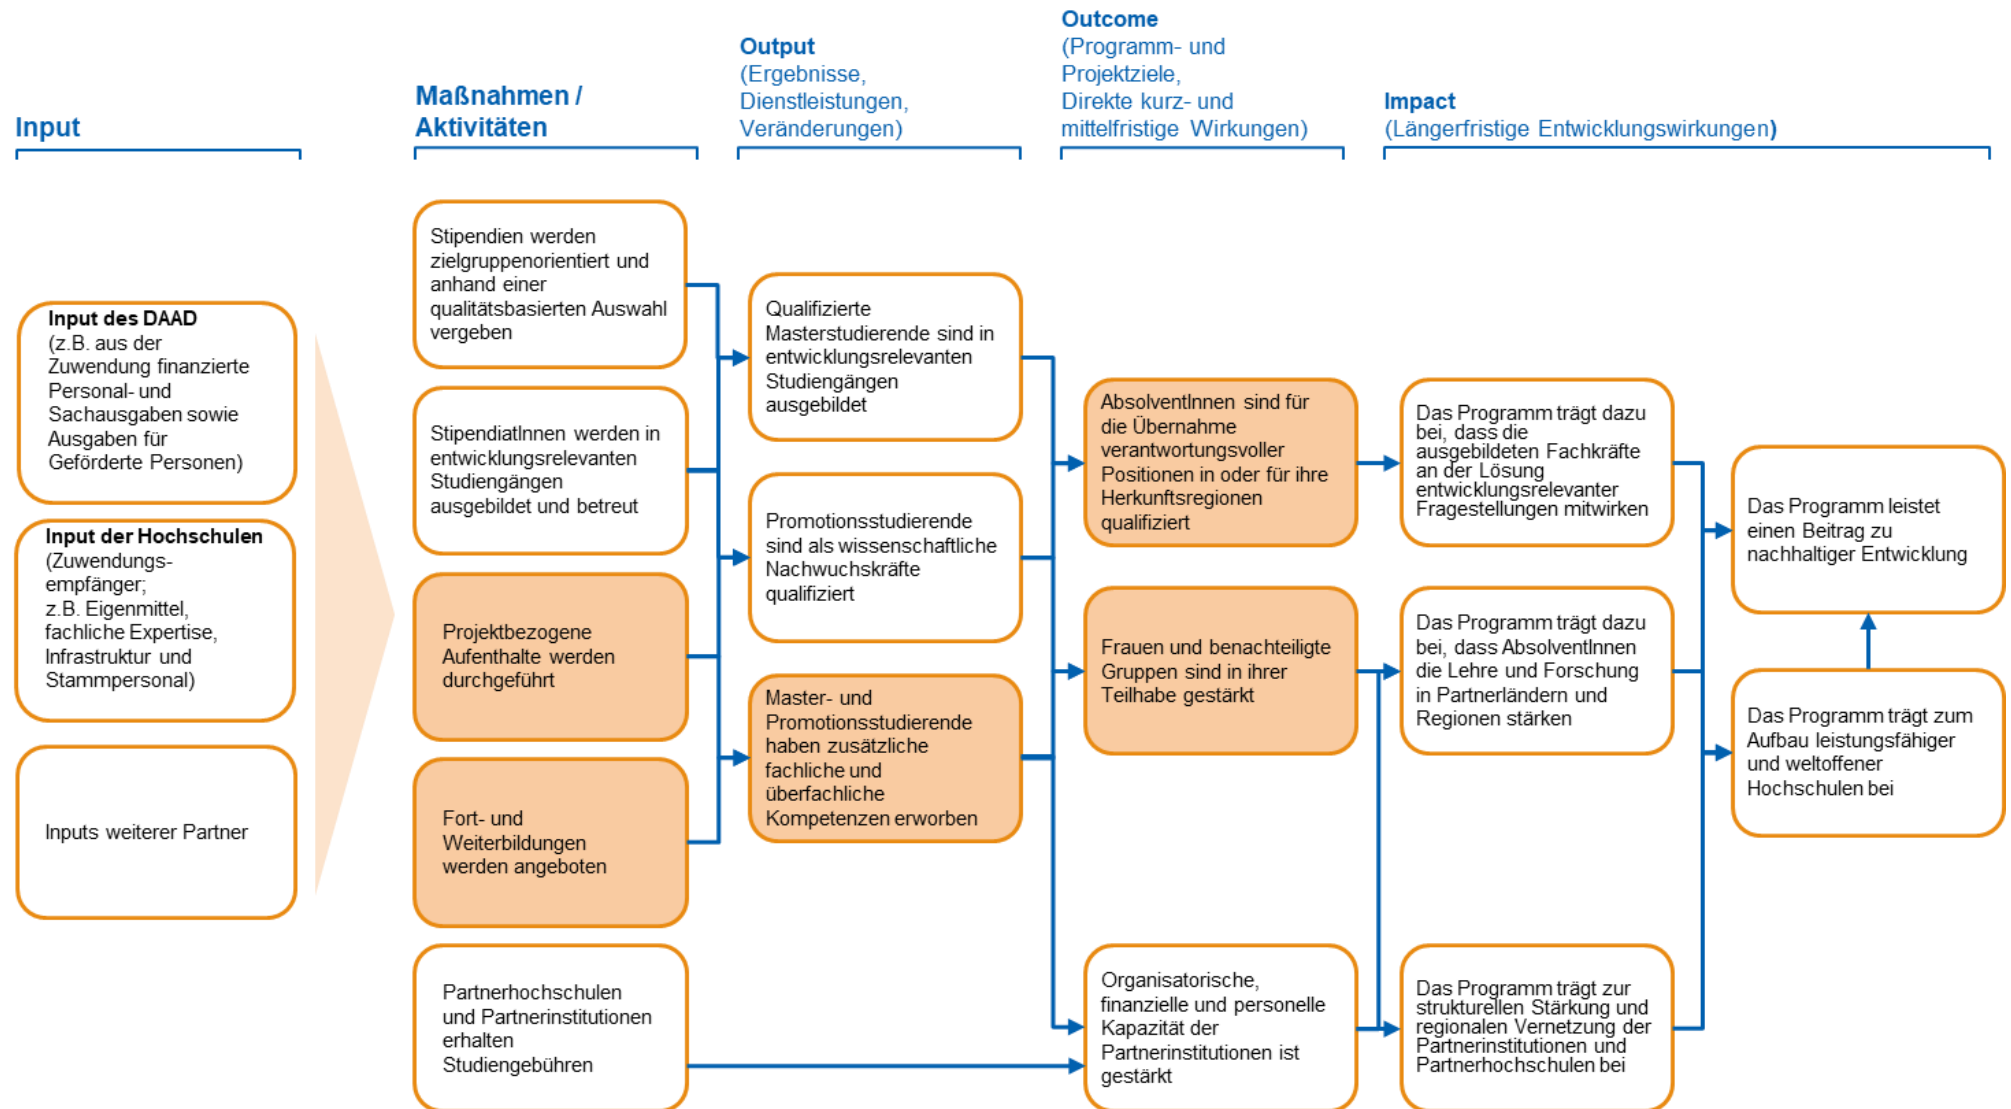 Input
Maßnahmen /
Aktivitäten
Output
(Ergebnisse,
Dienstleistungen,
Veränderungen)
Outcome
(Programm- und
Projektziele,
Direkte kurz- und
mittelfristige Wirkungen)
Impact
(Längerfristige Entwicklungswirkungen)
Input des DAAD
(z.B. aus der
Zuwendung finanzierte
Personal- und
Sachausgaben sowie
Ausgaben für
Geförderte Personen)
Input der Hochschulen
(Zuwendungs-
empfänger;
z.B. Eigenmittel,
fachliche Expertise,
Infrastruktur und
Stammpersonal)
Inputs weiterer Partner
Stipendien werden
zielgruppenorientiert und
anhand einer
qualitätsbasierten Auswahl
vergeben
StipendiatInnen werden in
entwicklungsrelevanten
Studiengängen
ausgebildet und betreut
Projektbezogene
Aufenthalte werden
durchgeführt
Fort- und
Weiterbildungen
werden angeboten
Partnerhochschulen
und Partnerinstitutionen
erhalten
Studiengebühren
Qualifizierte
Masterstudierende sind in
entwicklungsrelevanten
Studiengängen
ausgebildet
Promotionsstudierende
sind als wissenschaftliche
Nachwuchskräfte
qualifiziert
Master- und
Promotionsstudierende
haben zusätzliche
fachliche und
überfachliche
Kompetenzen erworben
AbsolventInnen sind für
die Übernahme
verantwortungsvoller
Positionen in oder für ihre
Herkunftsregionen
qualifiziert
Frauen und benachteiligte
Gruppen sind in ihrer
Teilhabe gestärkt
Organisatorische,
finanzielle und personelle
Kapazität der
Partnerinstitutionen ist
gestärkt
Das Programm trägt dazu
bei, dass die
ausgebildeten Fachkräfte
an der Lösung
entwicklungsrelevanter
Fragestellungen mitwirken
Das Programm trägt dazu
bei, dass AbsolventInnen
die Lehre und Forschung
in Partnerländern und
Regionen stärken
Das Programm trägt zur
strukturellen Stärkung und
regionalen Vernetzung der
Partnerinstitutionen und
Partnerhochschulen bei
Das Programm leistet
einen Beitrag zu
nachhaltiger Entwicklung
Das Programm trägt zum
Aufbau leistungsfähiger
und weltoffener
Hochschulen bei